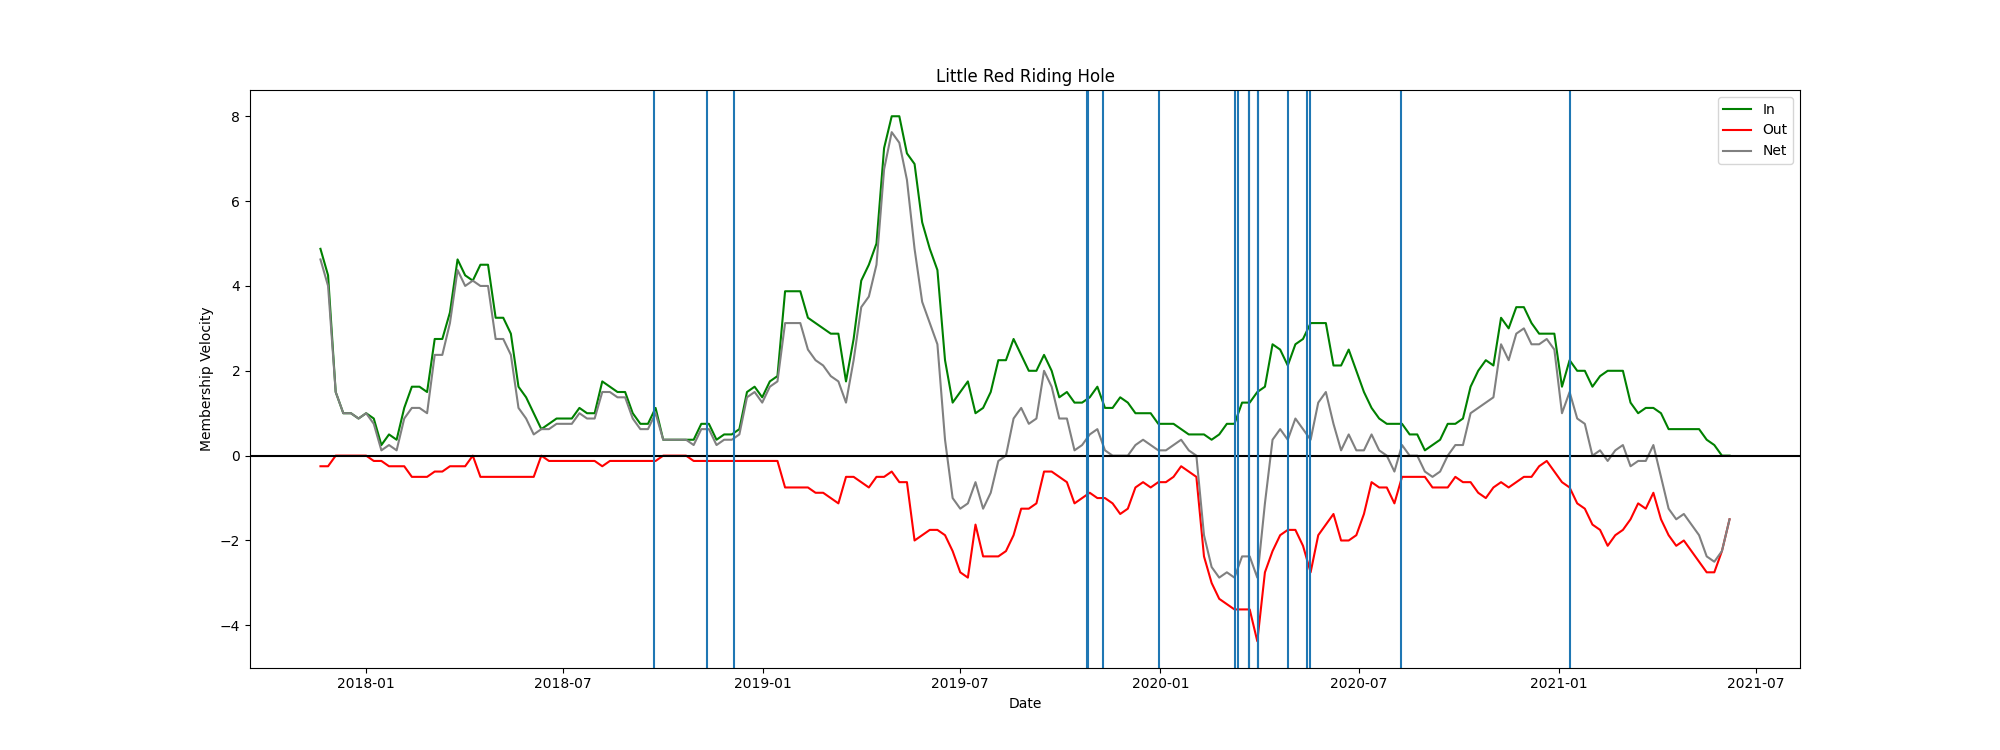 Little Red Riding Hole
In
Out
Net
Membership Velocity
8
6
4
2
0
−2
−4
2018-01 2018-07 2019-01 2019-07 2020-01 2020-07 2021-01 2021-07
Date